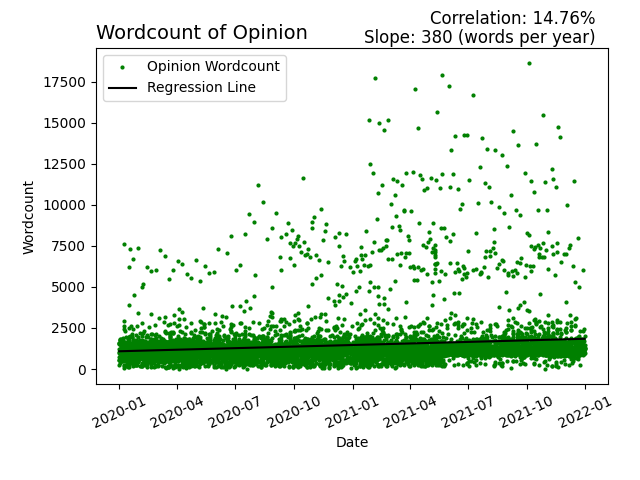 Wordcount of Opinion
Correlation: 14.76%
Slope: 380 (words per year)
Opinion Wordcount
Regression Line
17500
15000
12500
10000
7500
5000
2500
0
Wordcount
2020-01
2020-04
2020-07
2020-10
2021-01
2021-04
2021-07
2021-10
2022-01
Date